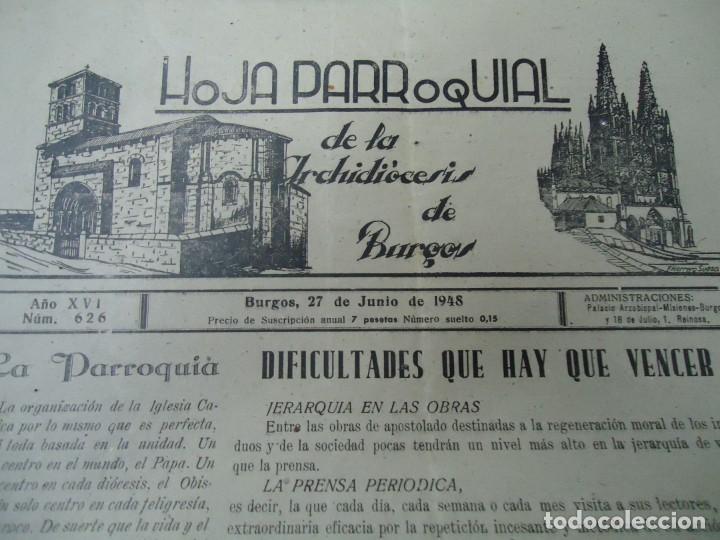 HOJA PARROQUIAL
de la
Archidiócesis
de
Burgos
Año XVI
Núm. 626
Burgos, 27 de Junio de 1948
Precio de Suscripción anual 7 pesetas Número suelto 0,15
ADMINISTRACIONES:
Palacio Arzobispal-Misiones-Burgo
y 18 de Julio, 1. Reinosa.
La Parroquia
La organización de la Iglesia Ca
ica por lo mismo que es perfecta,
toda basada en la unidad. Un
centro en el mundo, el Papa. Un
centro en cada diócesis, el Obis
n solo centro en cada feligresía,
roco. De suerte que la vida y el
DIFICULTADES QUE HAY QUE VENCER
JERARQUIA EN LAS OBRAS
Entre las obras de apostolado destinadas a la regeneración moral de los in
duos y de la sociedad pocas tendrán un nivel más alto en la jerarquía de v
que la prensa.
LA PRENSA PERIODICA,
es decir, la que cada día, cada semana o cada mes visita a sus lectores,
extraordinaria eficacia por la repetición incesante y
todocoleccion.net